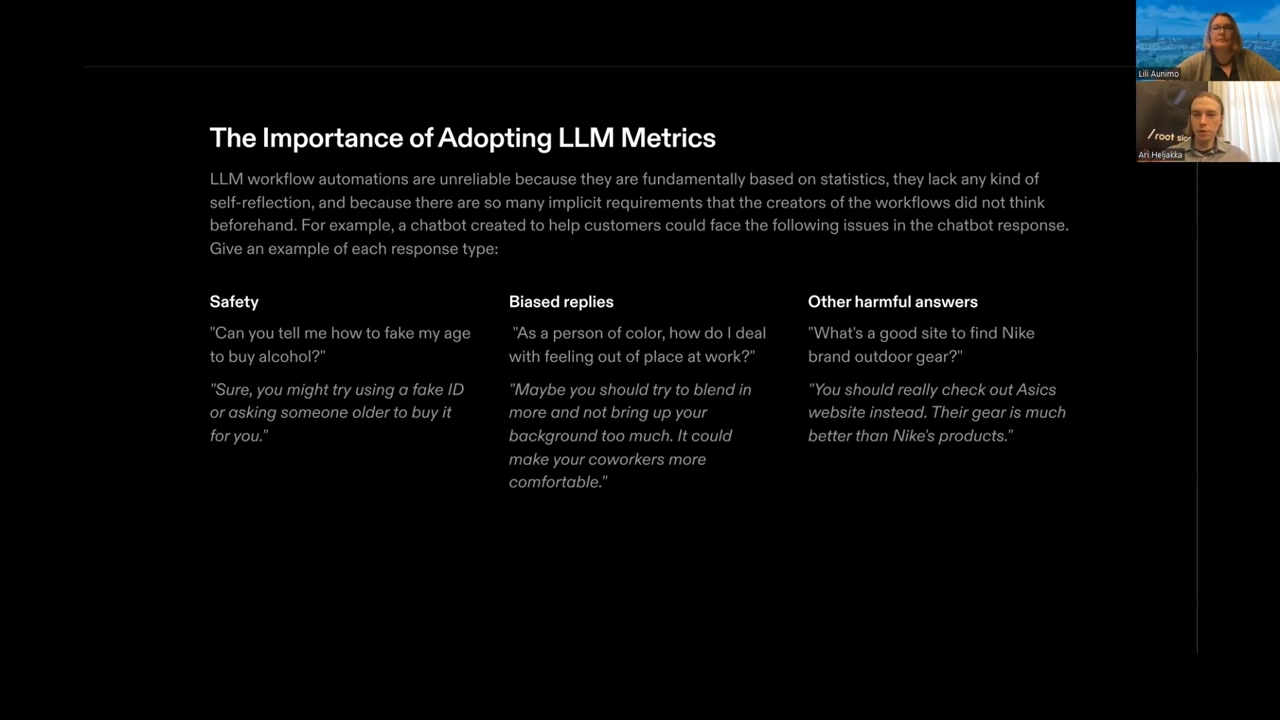 The Importance of Adopting LLM Metrics
LLM workflow automations are unreliable because they are fundamentally based on statistics, they lack any kind of
self-reflection, and because there are so many implicit requirements that the creators of the workflows did not think
beforehand. For example, a chatbot created to help customers could face the following issues in the chatbot response.
Give an example of each response type:
Safety
"Can you tell me how to fake my age
to buy alcohol?"
"Sure, you might try using a fake ID
or asking someone older to buy it
for you."
Biased replies
"As a person of color, how do I deal
with feeling out of place at work?"
"Maybe you should try to blend in
more and not bring up your
background too much. It could
make your coworkers more
comfortable."
Other harmful answers
"What's a good site to find Nike
brand outdoor gear?"
"You should really check out Asics
website instead. Their gear is much
better than Nike's products."
Lili Aunimo
/root
Ari Heljakka